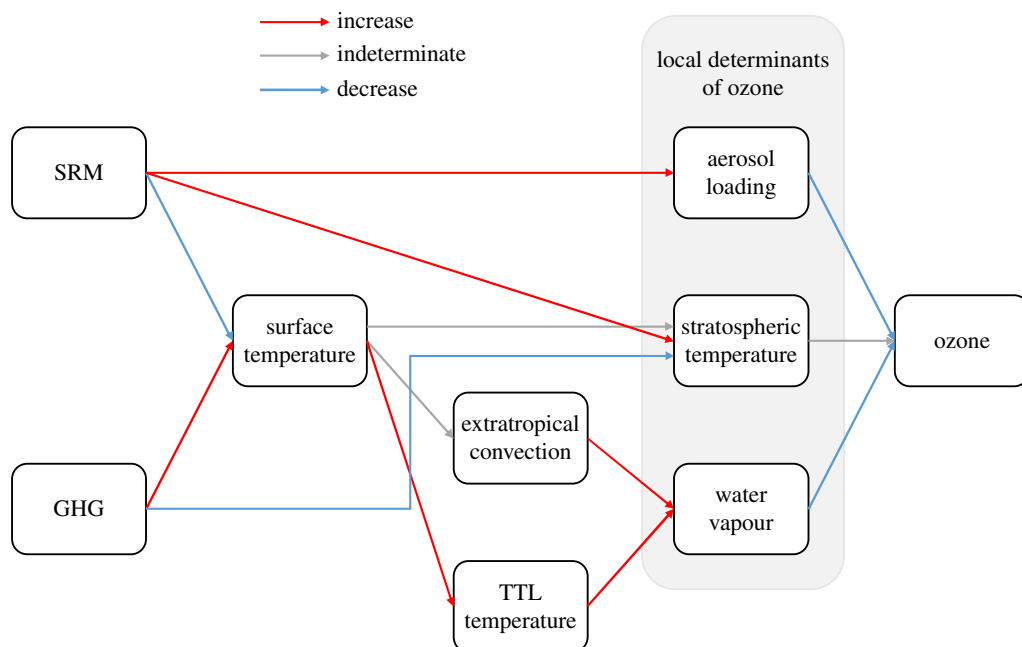 increase
indeterminate
decrease
local determinants
of ozone
SRM
aerosol
loading
surface
temperature
stratospheric
temperature
ozone
extratropical
convection
GHG
water
vapour
TTL
temperature